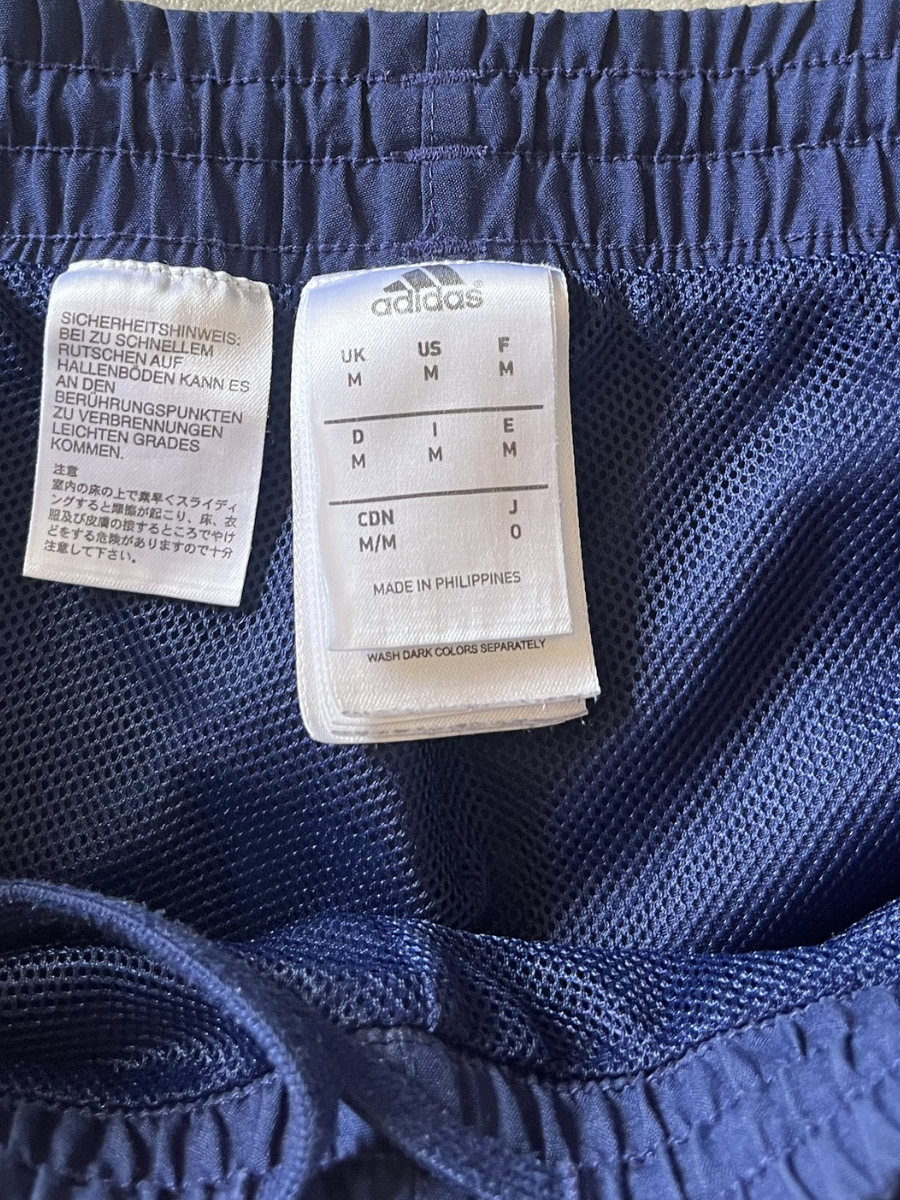 SICHERHEITSHINWEIS:
BEI ZU SCHNELLEM
RUTSCHEN AUF
HALLENBÖDEN KANN ES
AN DEN
BERÜHRUNGSPUNKTEN
ZU VERBRENNUNGEN
LEICHTEN GRADES
KOMMEN.
注意
室内の床の上で素早くスライディ
ングすると摩擦が起こり、床、衣
服及び皮膚の接するところでやけ
どをする危険がありますので十分
注意して下さい。
adidas®
UK US F
M M M
D I E
M M M
CDN J
M/M O
MADE IN PHILIPPINES
WASH DARK COLORS SEPARATELY